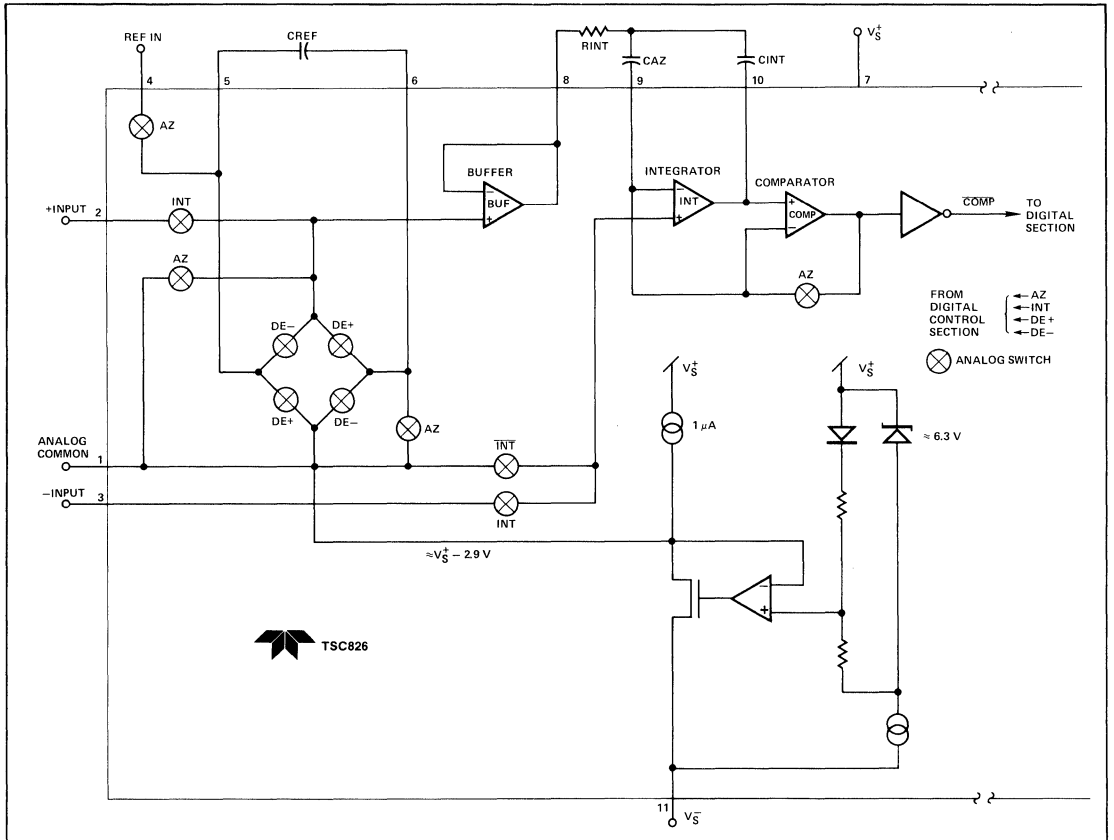 REF IN
CREF
RINT
CAZ
CINT
V+S
4
5
6
8
9
10
7
AZ
BUFFER
INTEGRATOR
COMPARATOR
+INPUT
2
INT
−
BUF
+
−
INT
+
+
COMP
−
COMP
TO
DIGITAL
SECTION
AZ
AZ
FROM
DIGITAL
CONTROL
SECTION
AZ
INT
DE+
DE−
DE−
DE+
ANALOG SWITCH
DE+
DE−
AZ
V+S
V+S
1 μA
≈ 6.3 V
ANALOG
COMMON
1
INT
−INPUT
3
INT
≈V+S − 2.9 V
−
+
TSC826
11
V−S